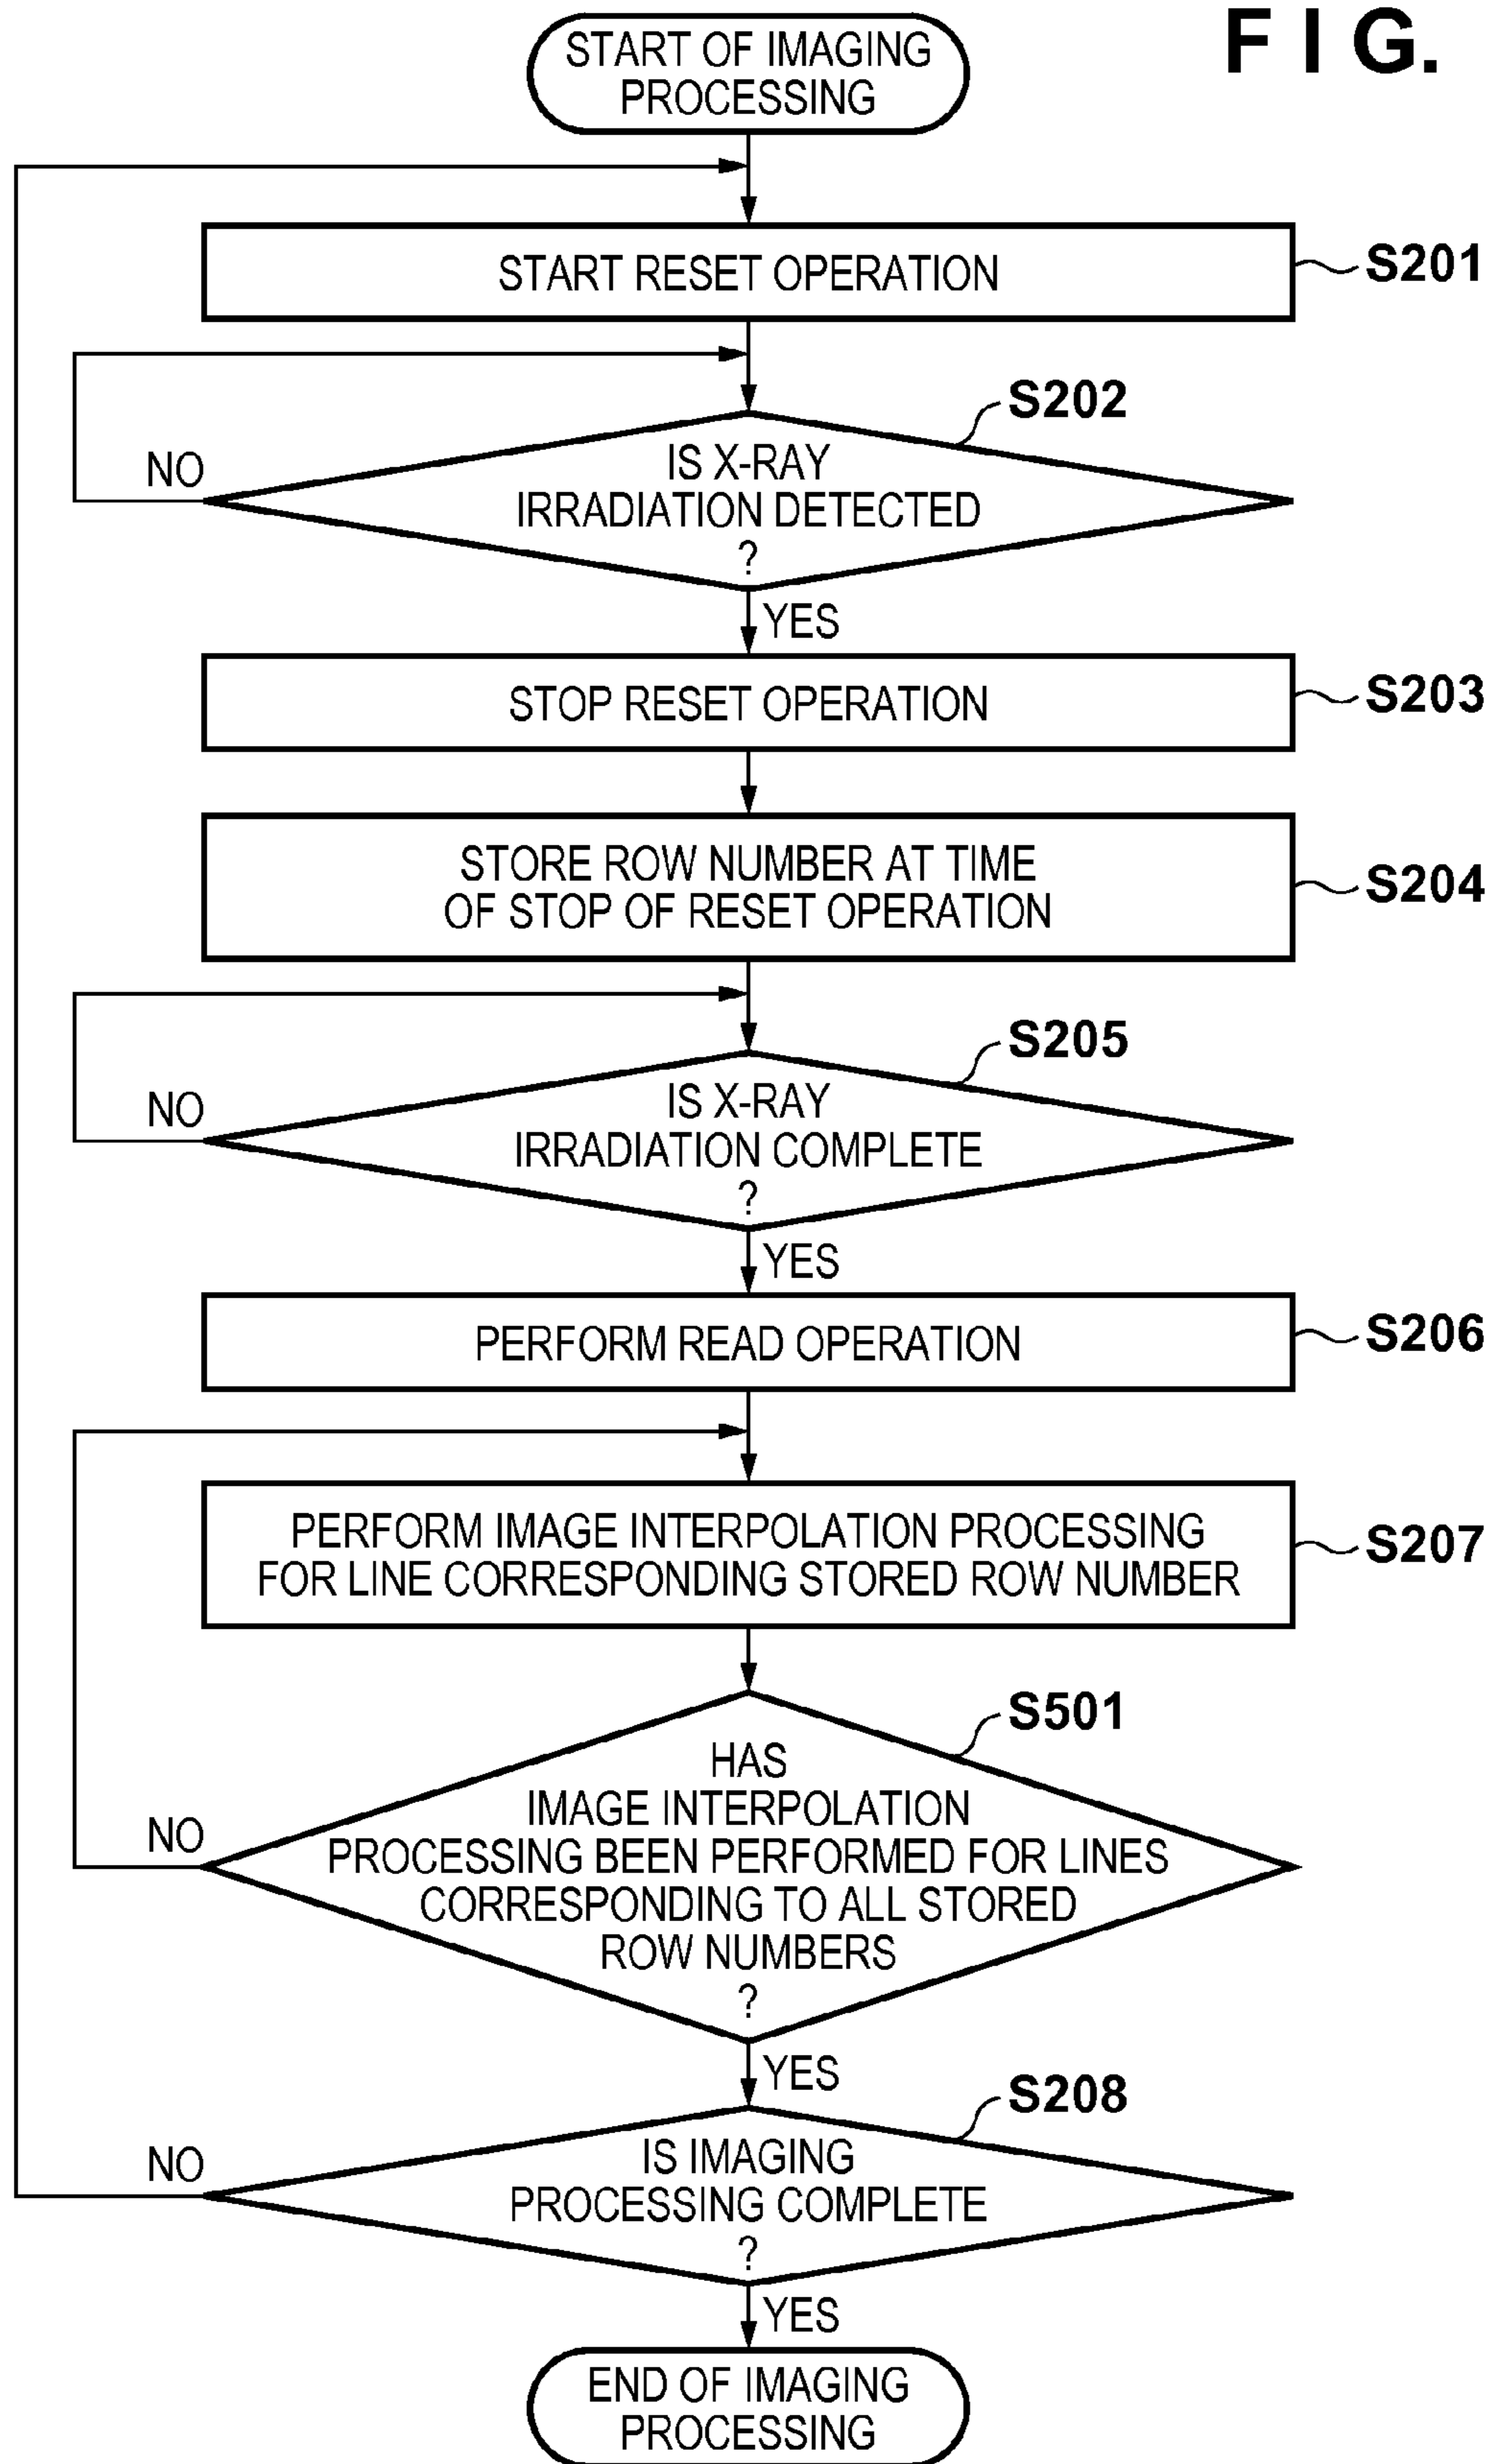 FIG.
START OF IMAGING
PROCESSING
START RESET OPERATION
S201
S202
IS X-RAY
IRRADIATION DETECTED
?
NO
YES
STOP RESET OPERATION
S203
STORE ROW NUMBER AT TIME
OF STOP OF RESET OPERATION
S204
S205
IS X-RAY
IRRADIATION COMPLETE
?
NO
YES
PERFORM READ OPERATION
S206
PERFORM IMAGE INTERPOLATION PROCESSING
FOR LINE CORRESPONDING STORED ROW NUMBER
S207
S501
HAS
IMAGE INTERPOLATION
PROCESSING BEEN PERFORMED FOR LINES
CORRESPONDING TO ALL STORED
ROW NUMBERS
?
NO
YES
S208
IS IMAGING
PROCESSING COMPLETE
?
NO
YES
END OF IMAGING
PROCESSING